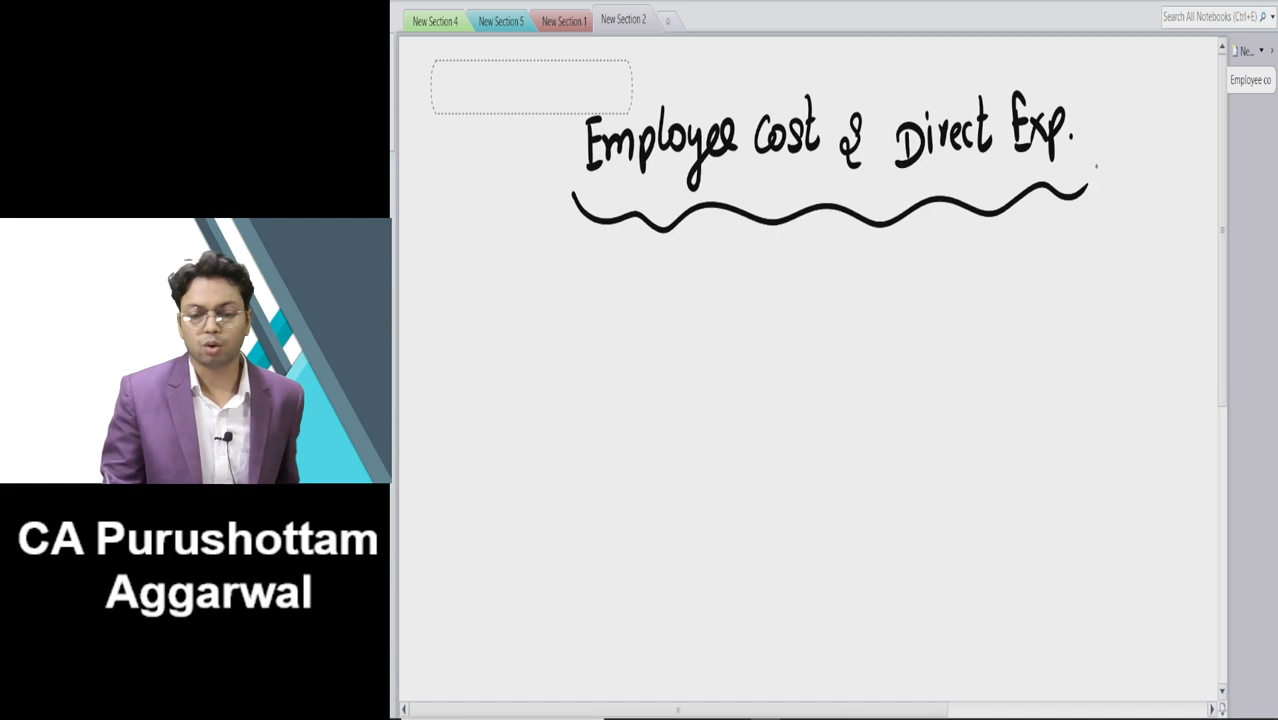 New Section 4
New Section 5
New Section 1
New Section 2
Search All Notebooks (Ctrl+E)
Ne...
Employee co
Employee Cost & Direct Exp.
CA Purushottam
Aggarwal